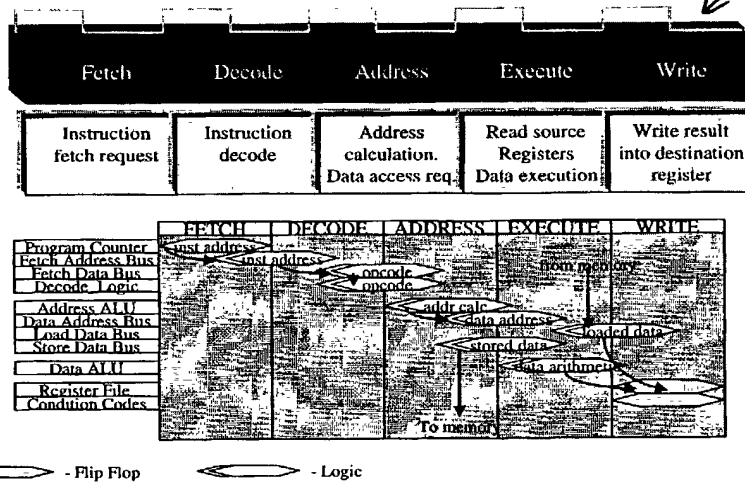 Fetch Decode Address Execute Write
Instruction fetch request
Instruction decode
Address calculation. Data access req.
Read source Registers Data execution
Write result into destination register
FETCH DECODE ADDRESS EXECUTE WRITE
Program Counter inst address
Fetch Address Bus inst address
Fetch Data Bus opcode
Decode Logic opcode
from memory
Address ALU addr calc
Data Address Bus data address
Load Data Bus loaded data
Store Data Bus stored data
Data ALU data arithmetic
Register File
Condition Codes
To memory
- Flip Flop - Logic